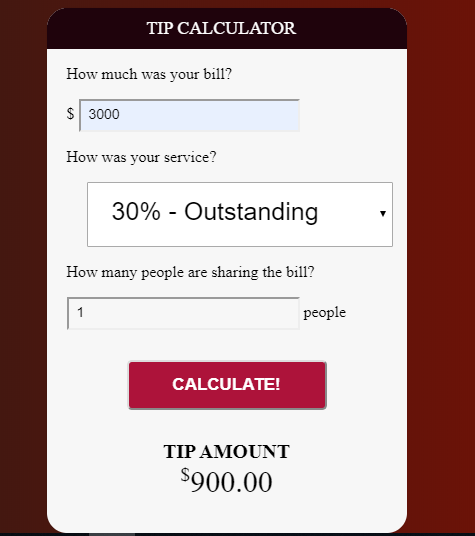 TIP CALCULATOR
How much was your bill?
$ 3000
How was your service?
30% - Outstanding
How many people are sharing the bill?
1 people
CALCULATE!
TIP AMOUNT
$900.00